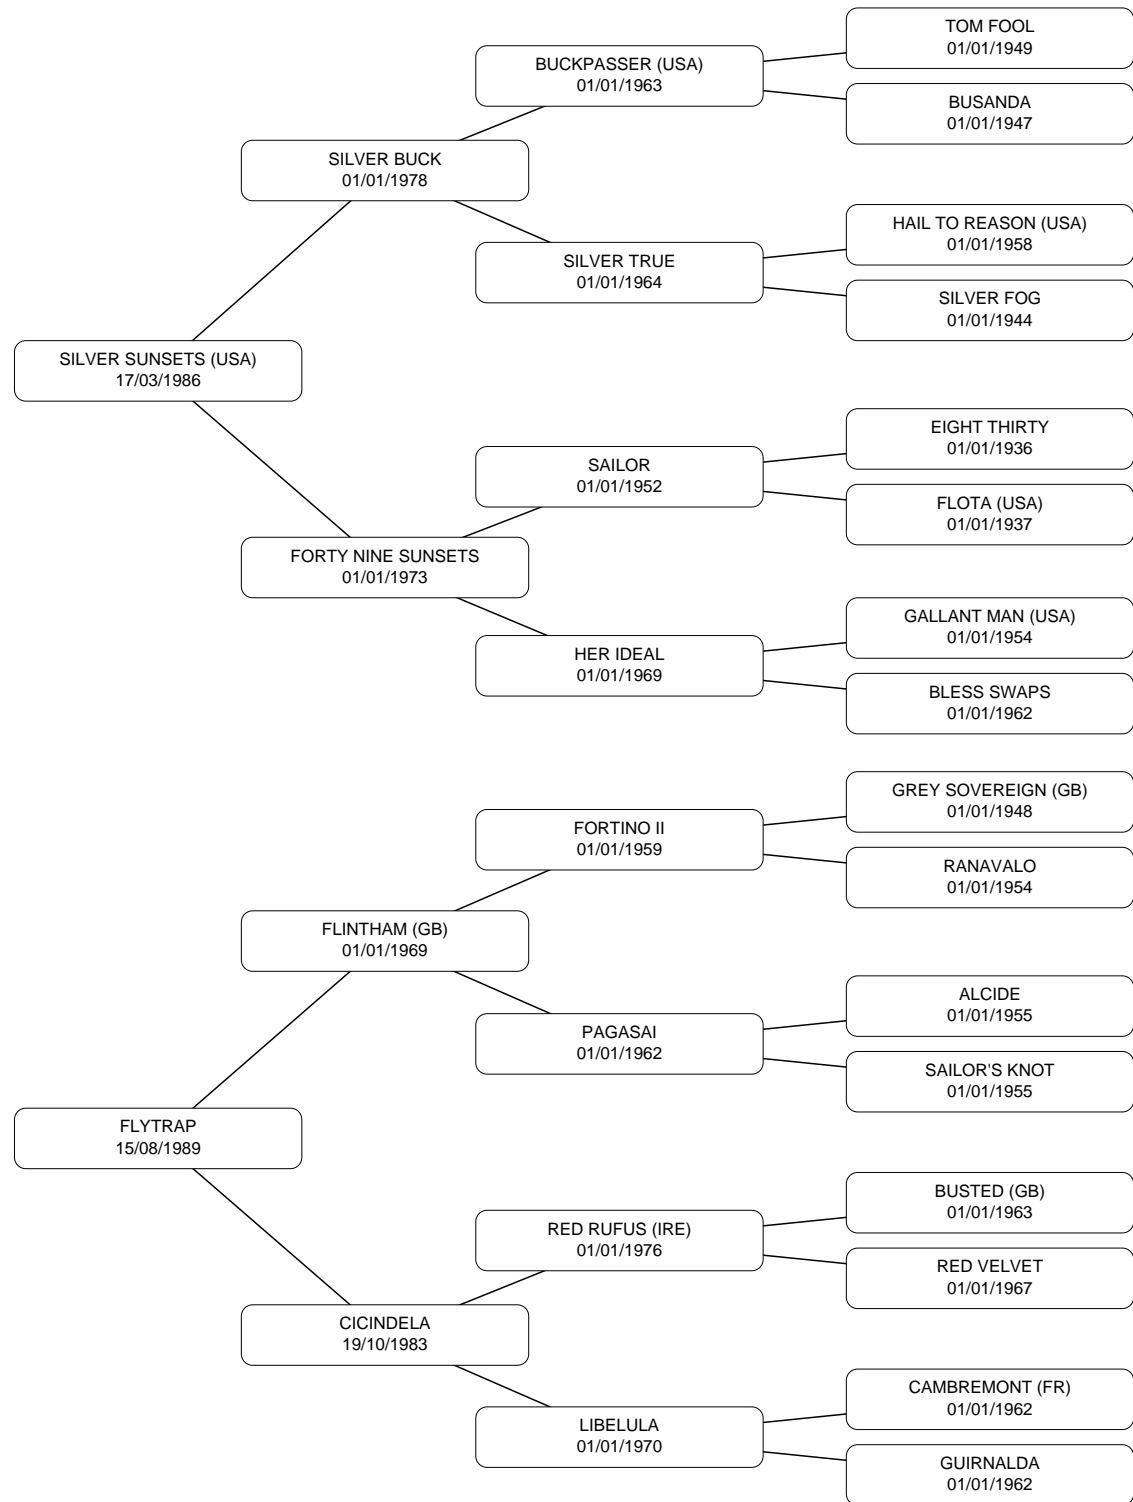 TOM FOOL
01/01/1949
BUCKPASSER (USA)
01/01/1963
BUSANDA
01/01/1947
SILVER BUCK
01/01/1978
HAIL TO REASON (USA)
01/01/1958
SILVER TRUE
01/01/1964
SILVER FOG
01/01/1944
SILVER SUNSETS (USA)
17/03/1986
EIGHT THIRTY
01/01/1936
SAILOR
01/01/1952
FLOTA (USA)
01/01/1937
FORTY NINE SUNSETS
01/01/1973
GALLANT MAN (USA)
01/01/1954
HER IDEAL
01/01/1969
BLESS SWAPS
01/01/1962
GREY SOVEREIGN (GB)
01/01/1948
FORTINO II
01/01/1959
RANAVALO
01/01/1954
FLINTHAM (GB)
01/01/1969
ALCIDE
01/01/1955
PAGASAI
01/01/1962
SAILOR'S KNOT
01/01/1955
FLYTRAP
15/08/1989
BUSTED (GB)
01/01/1963
RED RUFUS (IRE)
01/01/1976
RED VELVET
01/01/1967
CICINDELA
19/10/1983
CAMBREMONT (FR)
01/01/1962
LIBELULA
01/01/1970
GUIRNALDA
01/01/1962